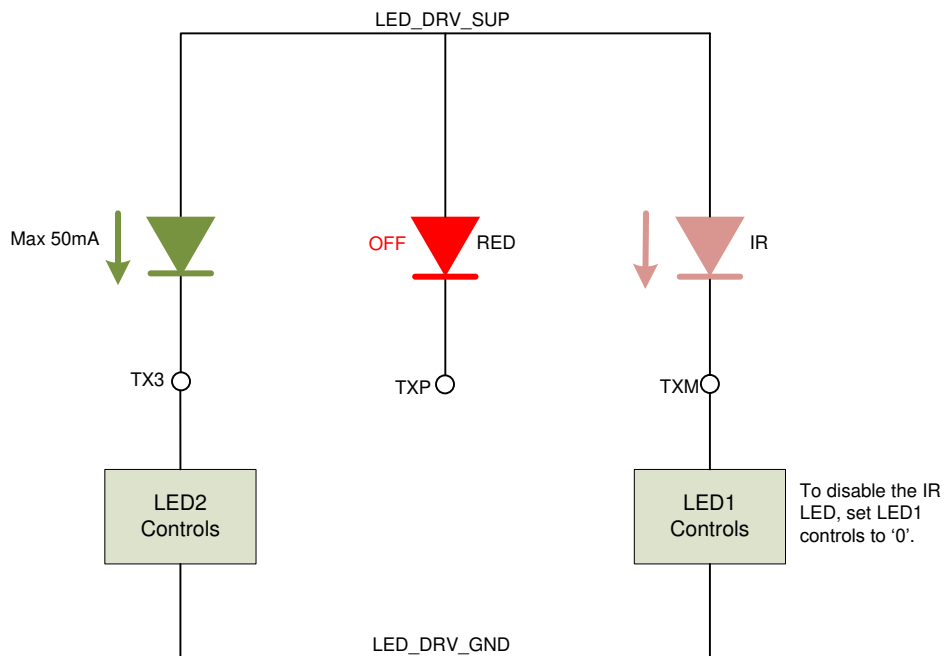 LED_DRV_SUP
Max 50mA
OFF
RED
IR
TX3
TXP
TXM
LED2
Controls
LED1
Controls
To disable the IR
LED, set LED1
controls to ‘0’.
LED_DRV_GND